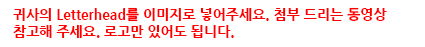 귀사의 Letterhead를 이미지로 넣어주세요. 첨부 드리는 동영상
참고해 주세요. 로고만 있어도 됩니다.